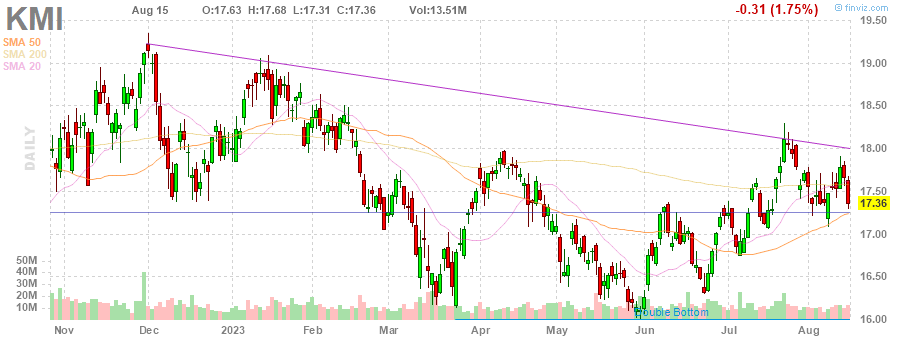 KMI Aug 15 O:17.63 H:17.68 L:17.31 C:17.36 Vol:13.51M -0.31 (1.75%) @ finviz.com
SMA 50
SMA 200
SMA 20
DAILY
19.50
19.00
18.50
18.00
17.50
17.36
17.00
16.50
16.00
50M
40M
30M
20M
10M
Double Bottom
Nov Dec 2023 Feb Mar Apr May Jun Jul Aug